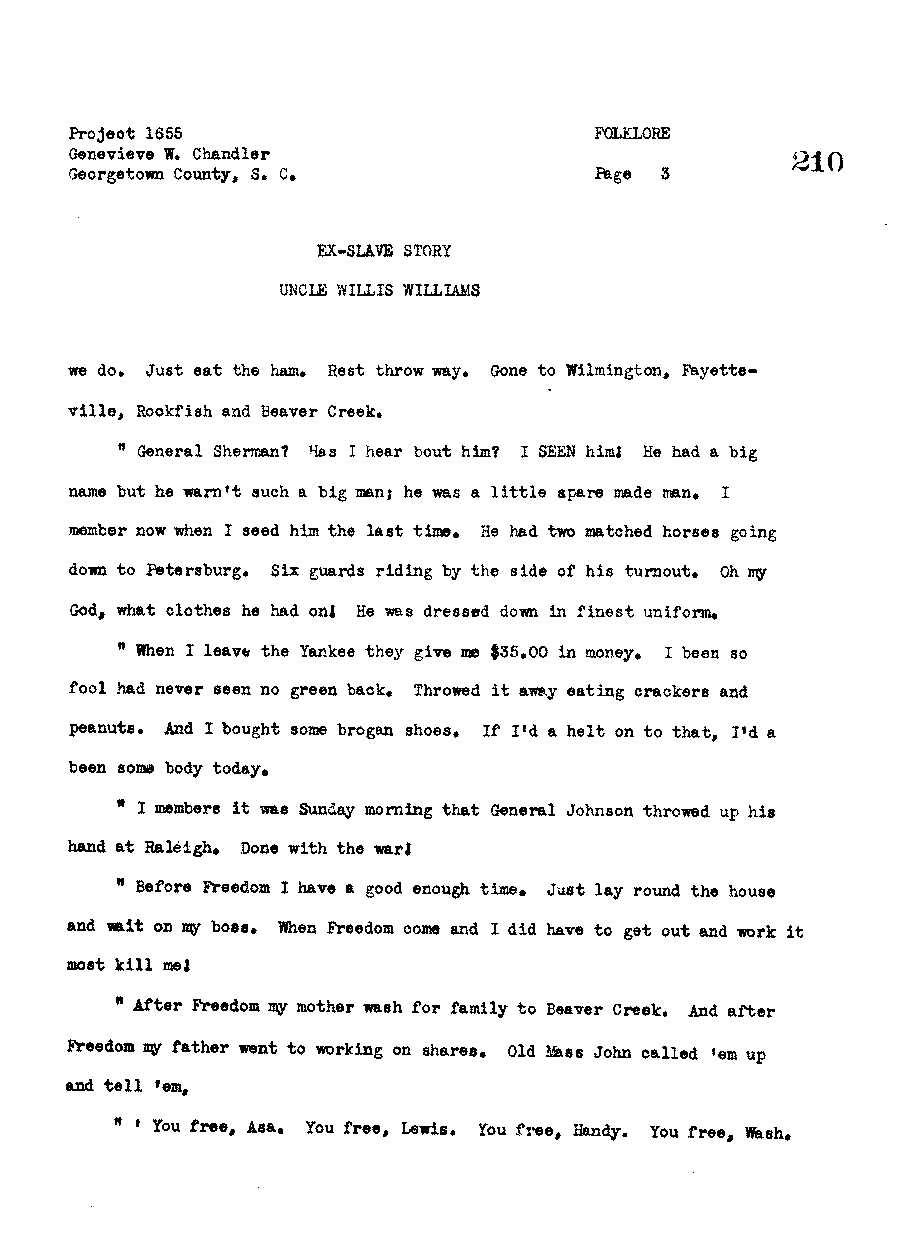 Project 1655
Genevieve W. Chandler
Georgetown County, S. C.
FOLKLORE
Page 3
210
EX-SLAVE STORY
UNCLE WILLIS WILLIAMS
we do. Just eat the ham. Rest throw way. Gone to Wilmington, Fayette-
ville, Rockfish and Beaver Creek.
" General Sherman? Has I hear bout him? I SEEN him! He had a big
name but he warn't such a big man; he was a little spare made man. I
member now when I seed him the last time. He had two matched horses going
down to Petersburg. Six guards riding by the side of his turnout. Oh my
God, what clothes he had on! He was dressed down in finest uniform.
" When I leave the Yankee they give me $35.00 in money. I been so
fool had never seen no green back. Throwed it away eating crackers and
peanuts. And I bought some brogan shoes. If I'd a helt on to that, I'd a
been some body today.
" I members it was Sunday morning that General Johnson throwed up his
hand at Raleigh. Done with the war!
" Before Freedom I have a good enough time. Just lay round the house
and wait on my boss. When Freedom come and I did have to get out and work it
most kill me!
" After Freedom my mother wash for family to Beaver Creek. And after
Freedom my father went to working on shares. Old Mass John called 'em up
and tell 'em,
" ' You free, Asa. You free, Lewis. You free, Handy. You free, Wash.